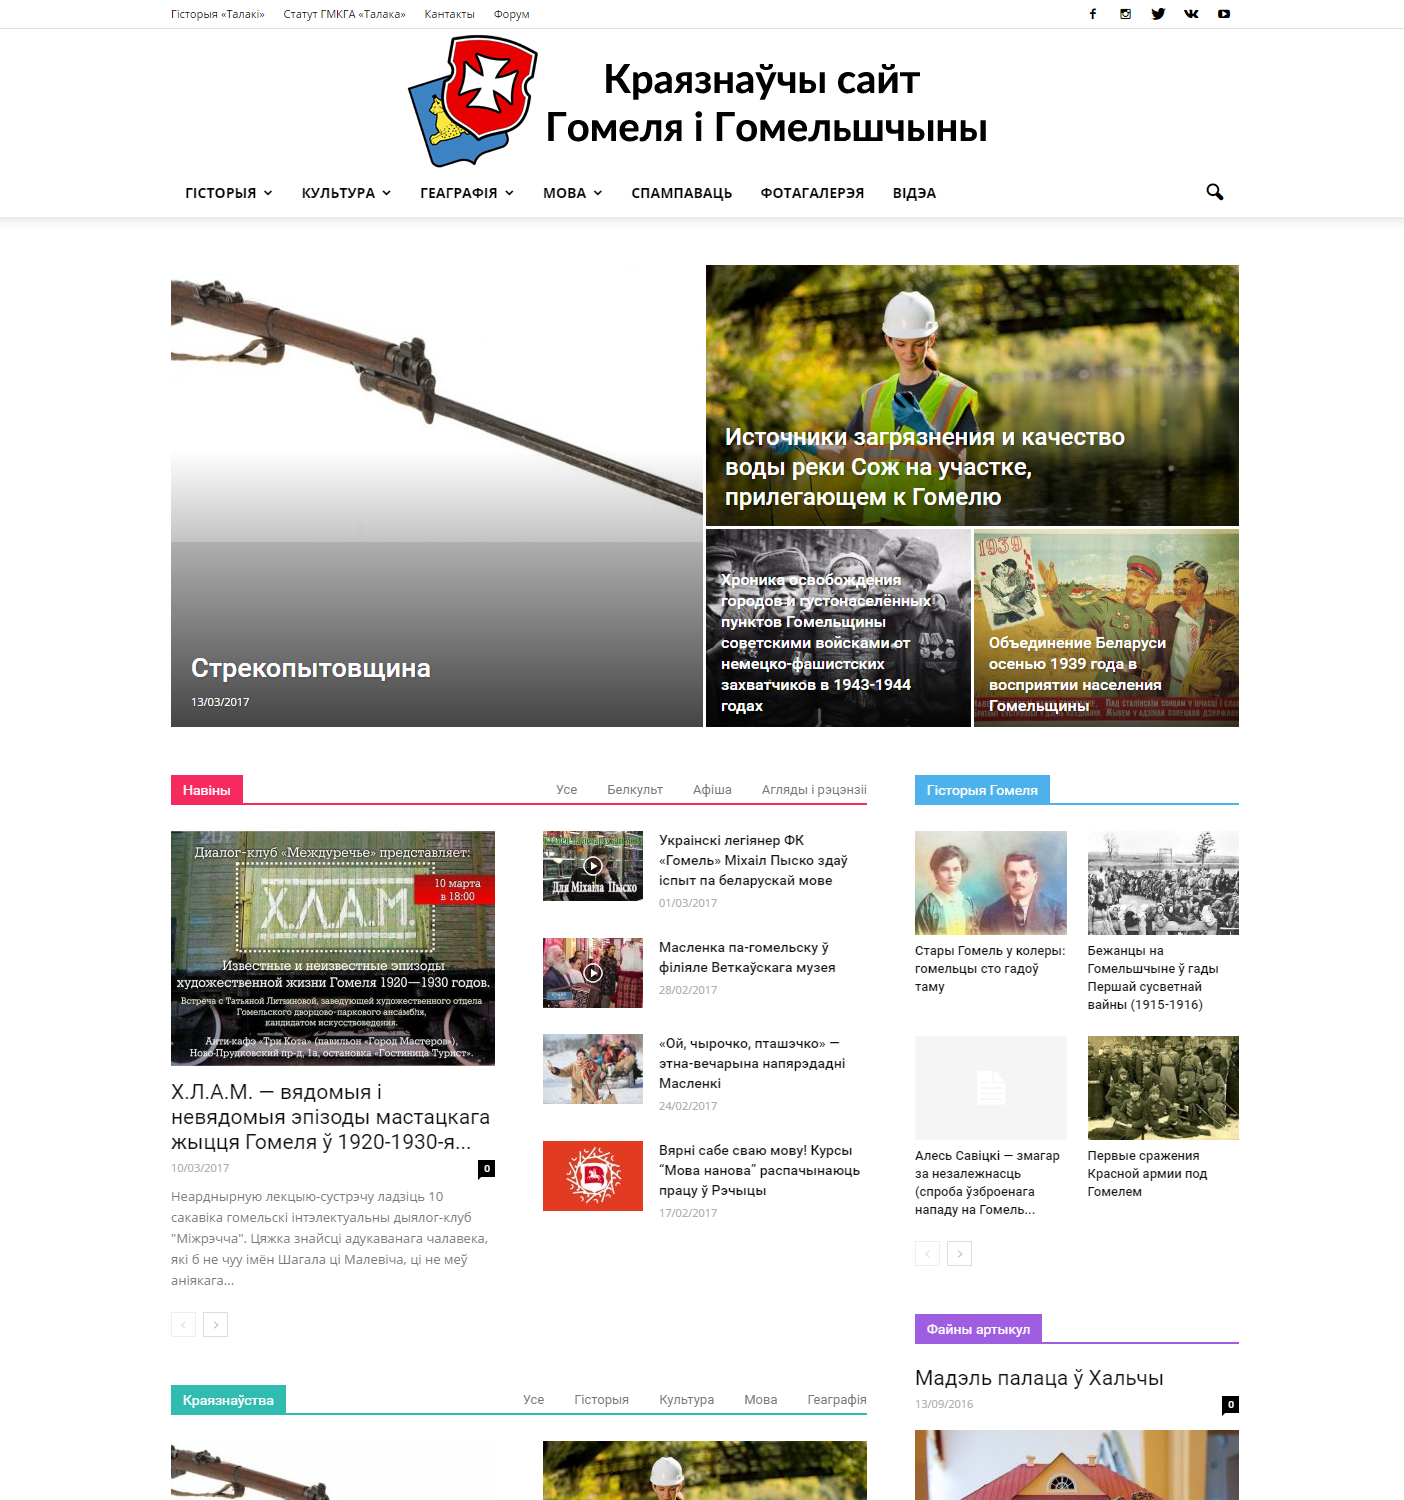 Гісторыя «Талакі» Статут ГМКГА «Талака» Кантакты Форум
Краязнаўчы сайт
Гомеля і Гомельшчыны
ГІСТОРЫЯ КУЛЬТУРА ГЕАГРАФІЯ МОВА СПАМПАВАЦЬ ФОТАГАЛЕРЭЯ ВІДЭА
Стрекопытовщина
13/03/2017
Источники загрязнения и качество
воды реки Сож на участке,
прилегающем к Гомелю
Хроника освобождения
городов и густонаселённых
пунктов Гомельщины
советскими войсками от
немецко-фашистских
захватчиков в 1943-1944
годах
1939
Объединение Беларуси
осенью 1939 года в
восприятии населения
Гомельщины
Навіны Усе Белкульт Афіша Агляды і рэцэнзіі
Диалог-клуб «Междуречье» представляет:
Х.Л.А.М.
10 марта
в 18:00
Известные и неизвестные эпизоды
художественной жизни Гомеля 1920—1930 годов.
Встреча с Татьяной Литвиновой, заведующей художественного отдела
Гомельского дворцово-паркового ансамбля,
кандидатом искусствоведения.
Анти-кафэ «Три Кота» (павильон «Город Мастеров»),
Ново-Прудковский пр-д, 1а, остановка «Гостиница Турист».
Х.Л.А.М. — вядомыя і
невядомыя эпізоды мастацкага
жыцця Гомеля ў 1920-1930-я...
10/03/2017 0
Неарднырную лекцыю-сустрэчу ладзіць 10
сакавіка гомельскі інтэлектуальны дыялог-клуб
"Міжрэчча". Цяжка знайсці адукаванага чалавека,
які б не чуу імён Шагала ці Малевіча, ці не меў
аніякага...
Для Міхаіла Пыско
Украінскі легіянер ФК
«Гомель» Міхаіл Пыско здаў
іспыт па беларускай мове
01/03/2017
Масленка па-гомельску ў
філіяле Веткаўскага музея
28/02/2017
«Ой, чырочко, пташэчко» —
этна-вечарына напярэдадні
Масленкі
24/02/2017
Вярні сабе сваю мову! Курсы
“Мова нанова” распачынаюць
працу ў Рэчыцы
17/02/2017
Гісторыя Гомеля
Стары Гомель у колеры:
гомельцы сто гадоў
таму
Бежанцы на
Гомельшчыне ў гады
Першай сусветнай
вайны (1915-1916)
Алесь Савіцкі — змагар
за незалежнасць
(спроба ўзброенага
нападу на Гомель...
Первые сражения
Красной армии под
Гомелем
Файны артыкул
Мадэль палаца ў Хальчы
13/09/2016 0
Краязнаўства Усе Гісторыя Культура Мова Геаграфія